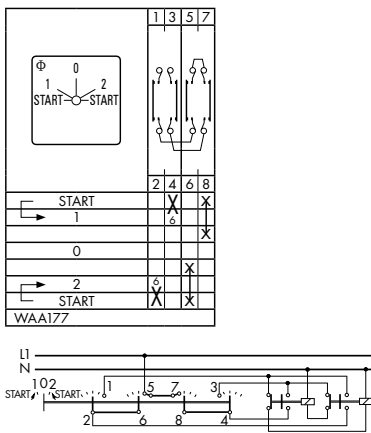 1 3 5 7
Φ 0
1 2
START START
2 4 6 8
START X X
1 6
X
0
X
2 6
START X X
WAA177
L1
N
START 1 0 2 START 1 5 7 3
2 6 8 4